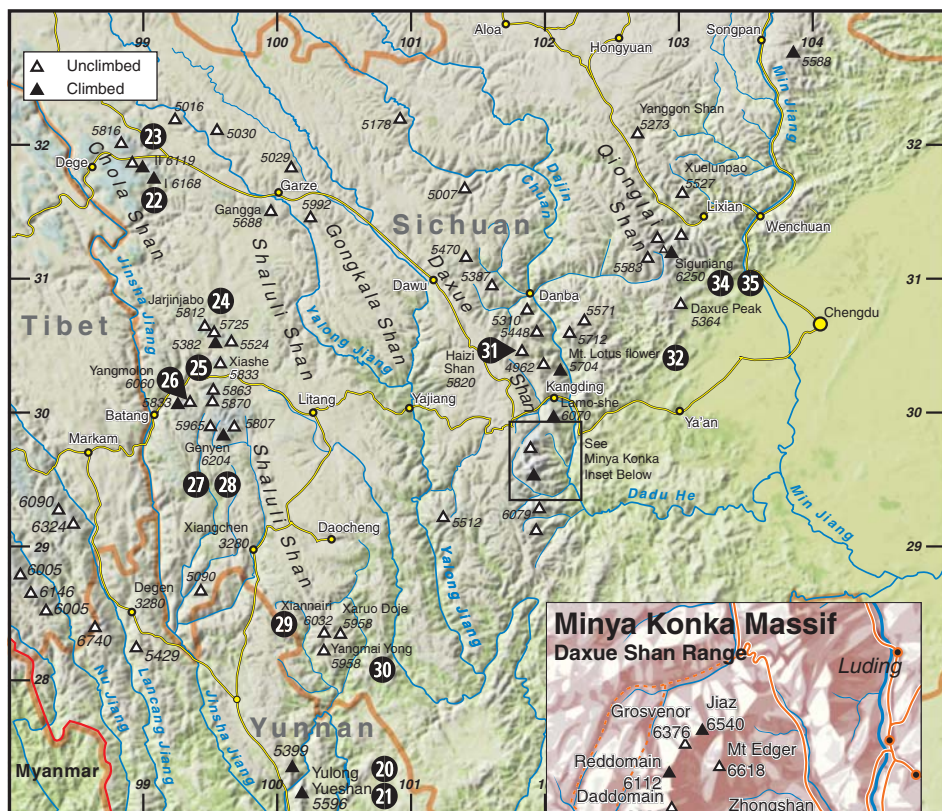 99
100
101
102
103
104
Aloa
Hongyuan
Songpan
5588
Unclimbed
Climbed
5016
5030
5178
Yanggon Shan
5273
Min Jiang
23
5816
32
32
Dege
II 6119
I 6168
22
Chola Shan
5029
Garze
Gangga
5688
5992
5007
Dajin
Chuan
Qionglai
Shan
Xuelunpao
5527
Lixian
Wenchuan
Sichuan
Shaluli Shan
Gongkala Shan
5470
5387
Daxue
Shan
5583
Siguniang
6250
34
35
31
31
Jinsha Jiang
Dawu
Danba
Tibet
Jarjinjabo
5812
24
5725
5382
5524
Yalong Jiang
5310
5448
5571
5712
Daxue Peak
5364
Chengdu
31
Haizi
Shan
5820
4962
Mt. Lotus flower
5704
32
Xiashe
5833
25
Yangmolon
6060
26
5833
5863
5870
Kangding
Lamo-she
6070
30
30
Batang
Litang
Yajiang
Ya'an
Markam
5965
5807
Genyen
6204
See
Minya Konka
Inset Below
27
28
Shaluli
Shan
Dadu He
Min Jiang
6090
6324
Xiangchen
3280
Daocheng
5512
6079
29
29
Yalong Jiang
6005
6146
6005
Degen
3280
5090
6740
5429
Xiannairi
6032
29
Xaruo Doje
5958
Yangmai Yong
5958
30
28
28
Nu Jiang
Lancang Jiang
Jinsha Jiang
Yunnan
Myanmar
5399
Yulong
Yueshan
5596
20
21
99
100
101
Minya Konka Massif
Daxue Shan Range
Luding
Grosvenor
6376
Jiaz
6540
Reddomain
6112
Mt Edger
6618
Daddomain
Zhongshan